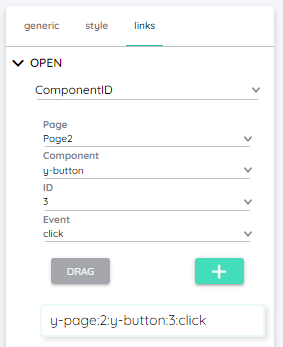 generic style links
OPEN
ComponentID
Page
Page2
Component
y-button
ID
3
Event
click
DRAG +
y-page:2:y-button:3:click